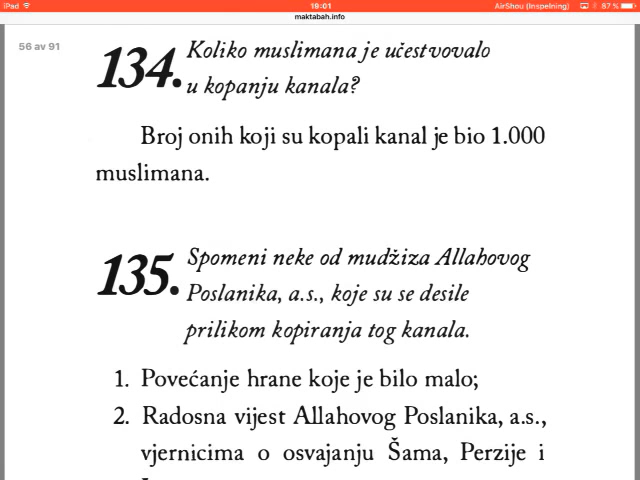 iPad 19:01 AirShou (Inspelning) 87 %
maktabah.info
56 av 91
134. Koliko muslimana je učestvovalo
u kopanju kanala?
Broj onih koji su kopali kanal je bio 1.000
muslimana.
135. Spomeni neke od mudžiza Allahovog
Poslanika, a.s., koje su se desile
prilikom kopiranja tog kanala.
1. Povećanje hrane koje je bilo malo;
2. Radosna vijest Allahovog Poslanika, a.s.,
vjernicima o osvajanju Šama, Perzije i